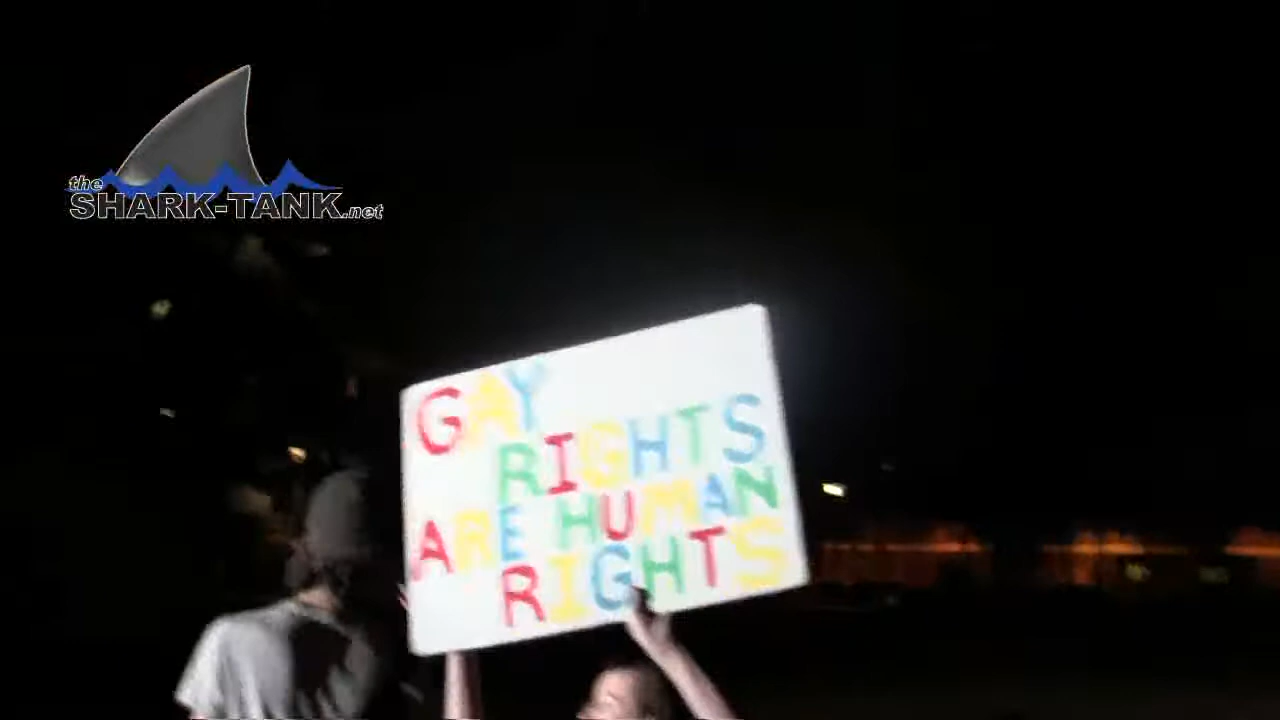 the
SHARK-TANK.net
GAY
RIGHTS
ARE HUMAN
RIGHTS